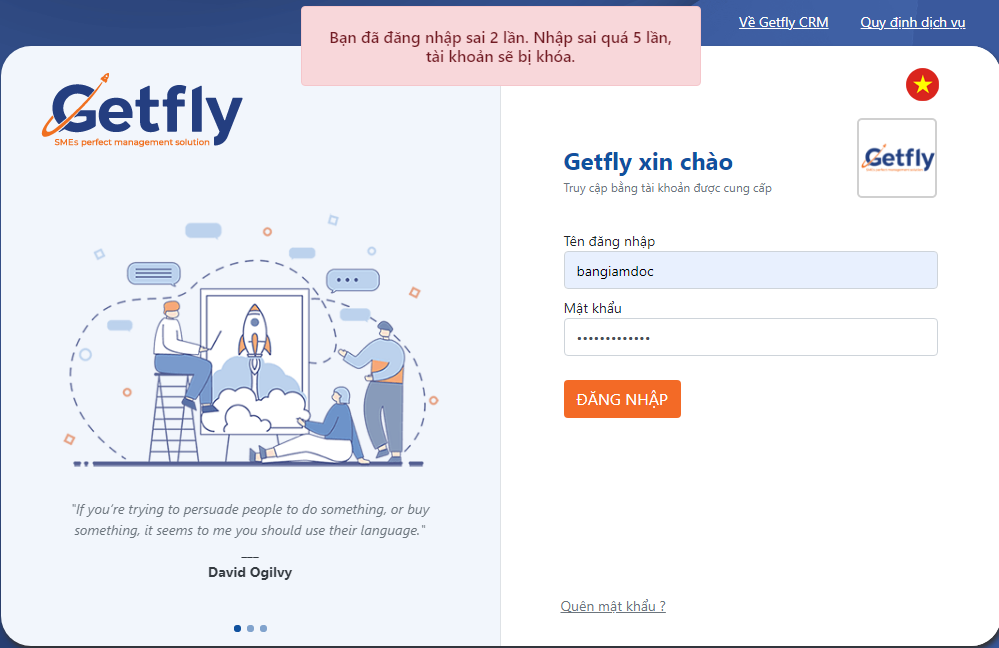 Bạn đã đăng nhập sai 2 lần. Nhập sai quá 5 lần,
tài khoản sẽ bị khóa.
Về Getfly CRM
Quy định dịch vụ
Getfly
SMEs perfect management solution
Getfly xin chào
Truy cập bằng tài khoản được cung cấp
Getfly
Tên đăng nhập
bangiamdoc
Mật khẩu
•••••••••••••
ĐĂNG NHẬP
"If you're trying to persuade people to do something, or buy
something, it seems to me you should use their language."
David Ogilvy
Quên mật khẩu ?